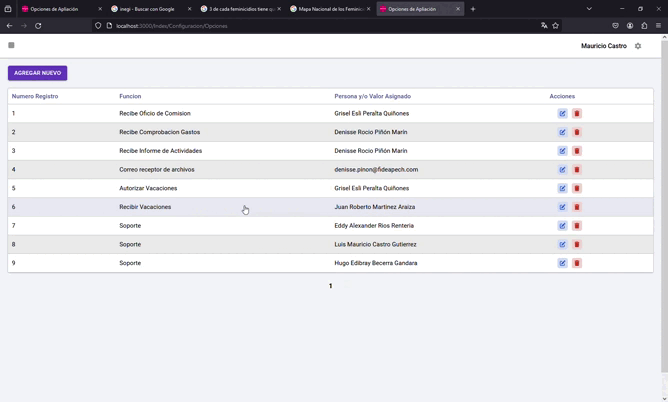 Opciones de Apliación
inegi - Buscar con Google
3 de cada feminicidios tiene q
Mapa Nacional de los Feminic
Opciones de Apliación
localhost:3000/Index/Configuracion/Opciones
Mauricio Castro
AGREGAR NUEVO
Numero Registro Funcion Persona y/o Valor Asignado Acciones
1 Recibe Oficio de Comision Grisel Esli Peralta Quiñones
2 Recibe Comprobacion Gastos Denisse Rocio Piñón Marín
3 Recibe Informe de Actividades Denisse Rocio Piñón Marín
4 Correo receptor de archivos denisse.pinon@fideapech.com
5 Autorizar Vacaciones Grisel Esli Peralta Quiñones
6 Recibir Vacaciones Juan Roberto Martinez Araiza
7 Soporte Eddy Alexander Rios Renteria
8 Soporte Luis Mauricio Castro Gutierrez
9 Soporte Hugo Edibray Becerra Gandara
1